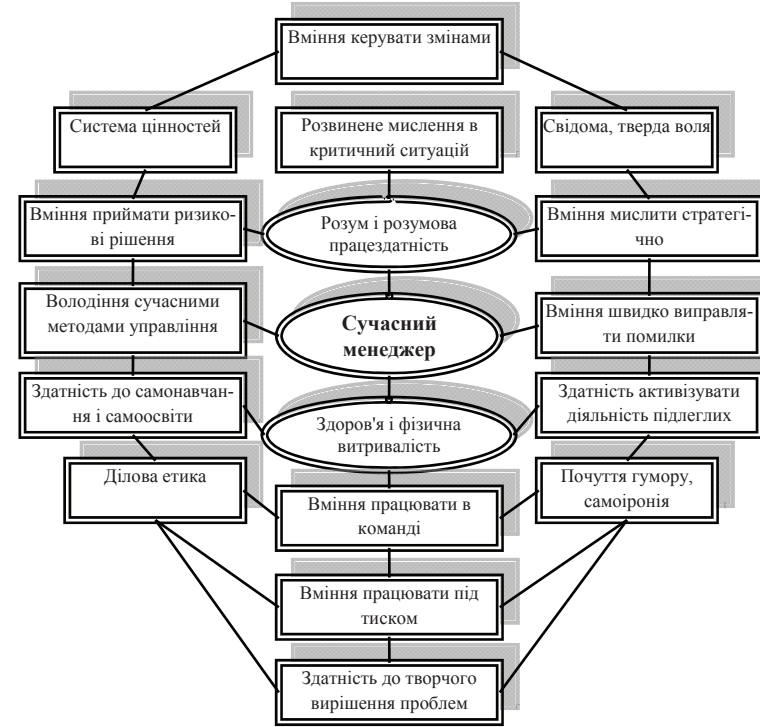 Вміння керувати змінами
Система цінностей
Розвинене мислення в
критичний ситуацій
Свідома, тверда воля
Вміння приймати ризико-
ві рішення
Розум і розумова
працездатність
Вміння мислити стратегі-
чно
Володіння сучасними
методами управління
Сучасний
менеджер
Вміння швидко виправля-
ти помилки
Здатність до самонавчан-
ня і самоосвіти
Здоров'я і фізична
витривалість
Здатність активізувати
діяльність підлеглих
Ділова етика
Вміння працювати в
команді
Почуття гумору,
самоіронія
Вміння працювати під
тиском
Здатність до творчого
вирішення проблем